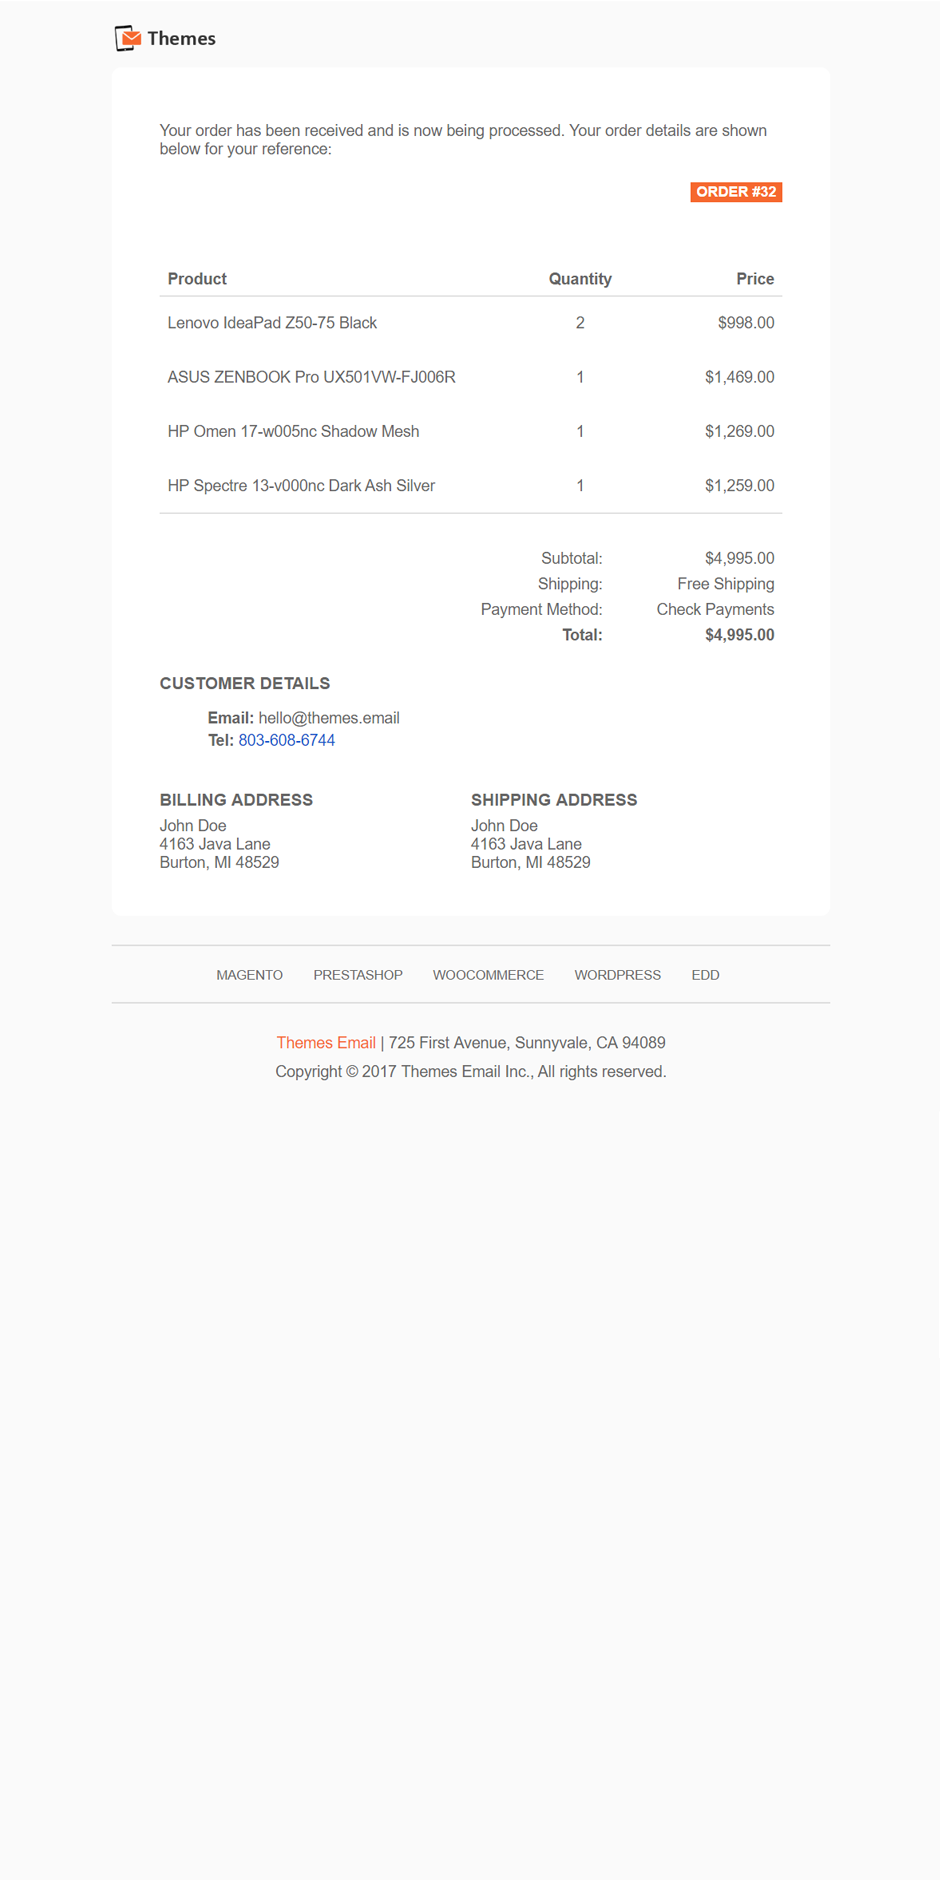 Themes
Your order has been received and is now being processed. Your order details are shown
below for your reference:
ORDER #32
Product Quantity Price
Lenovo IdeaPad Z50-75 Black 2 $998.00
ASUS ZENBOOK Pro UX501VW-FJ006R 1 $1,469.00
HP Omen 17-w005nc Shadow Mesh 1 $1,269.00
HP Spectre 13-v000nc Dark Ash Silver 1 $1,259.00
Subtotal: $4,995.00
Shipping: Free Shipping
Payment Method: Check Payments
Total: $4,995.00
CUSTOMER DETAILS
Email: hello@themes.email
Tel: 803-608-6744
BILLING ADDRESS
John Doe
4163 Java Lane
Burton, MI 48529
SHIPPING ADDRESS
John Doe
4163 Java Lane
Burton, MI 48529
MAGENTO PRESTASHOP WOOCOMMERCE WORDPRESS EDD
Themes Email | 725 First Avenue, Sunnyvale, CA 94089
Copyright © 2017 Themes Email Inc., All rights reserved.